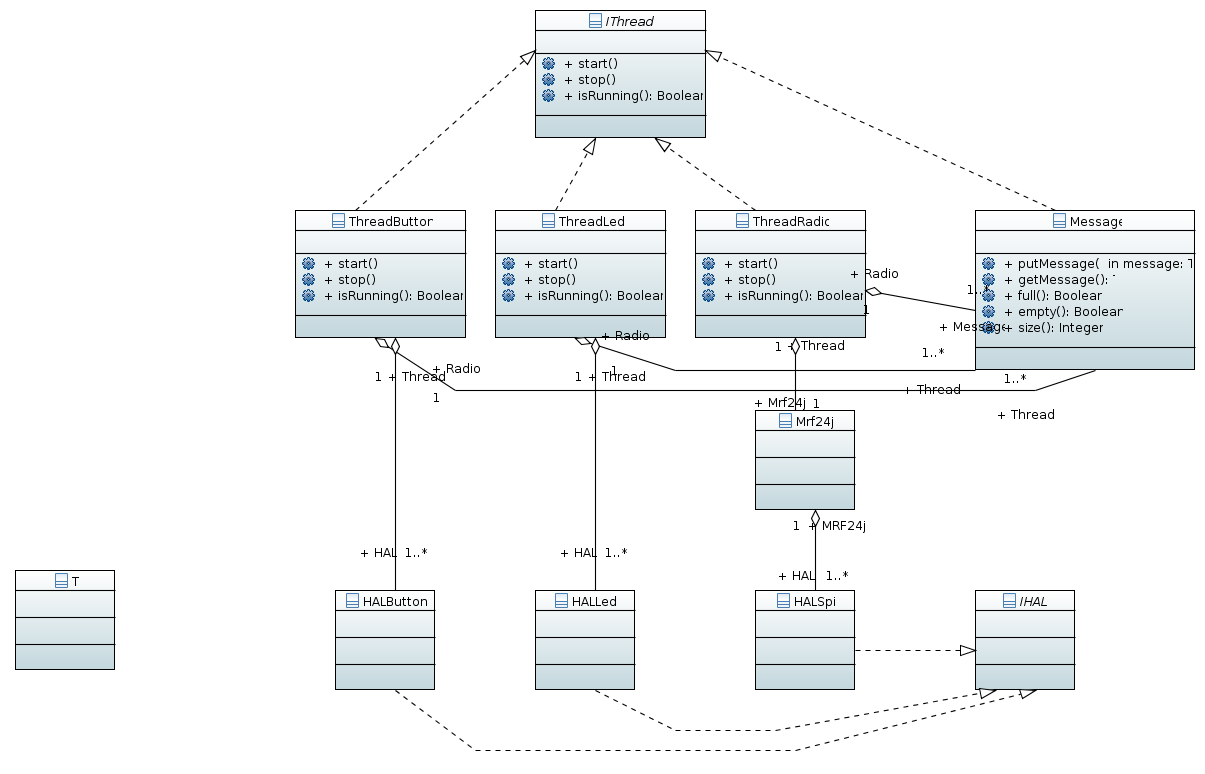 IThread
+ start()
+ stop()
+ isRunning(): Boolear
ThreadButtor
+ start()
+ stop()
+ isRunning(): Boolear
ThreadLed
+ start()
+ stop()
+ isRunning(): Boolear
ThreadRadic
+ start()
+ stop()
+ isRunning(): Boolear
Message
+ putMessage( in message: T
+ getMessage():
+ full(): Boolear
+ empty(): Boolear
+ size(): Integer
+ Radio
1..*
1
+ Message
+ Radio
1 + Thread
1..*
+ Radio
1
1 + Thread
1 + Thread
1..*
1
+ Thread
+ Mrf24j 1
+ Thread
Mrf24j
1 + MRF24j
+ HAL 1..*
+ HAL 1..*
+ HAL 1..*
T
HALButton
HALLed
HALSpi
IHAL